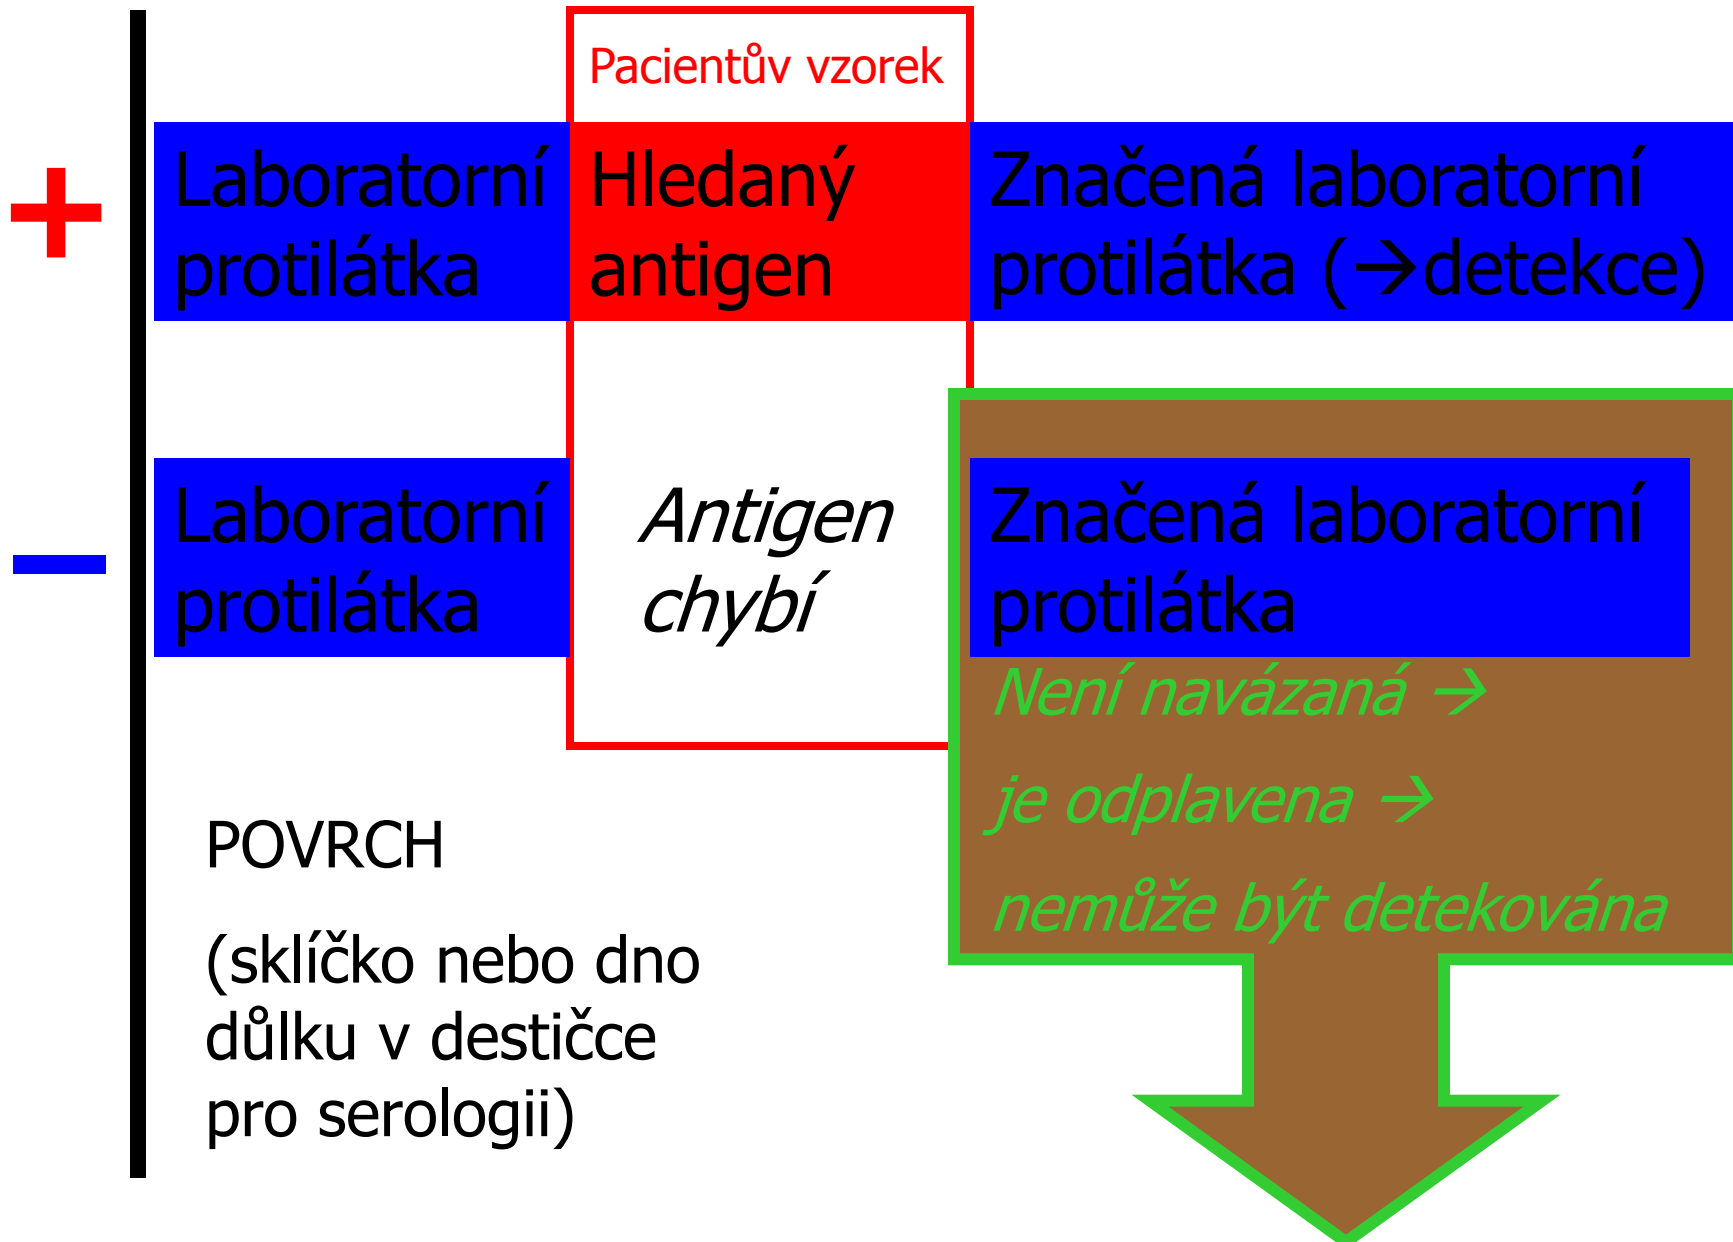 Pacientův vzorek
+
Laboratorní
protilátka
Hledaný
antigen
Značená laboratorní
protilátka (→detekce)
–
Laboratorní
protilátka
Antigen
chybí
Značená laboratorní
protilátka
Není navázaná →
je odplavena →
nemůže být detekována
POVRCH
(sklíčko nebo dno
důlku v destičce
pro serologii)